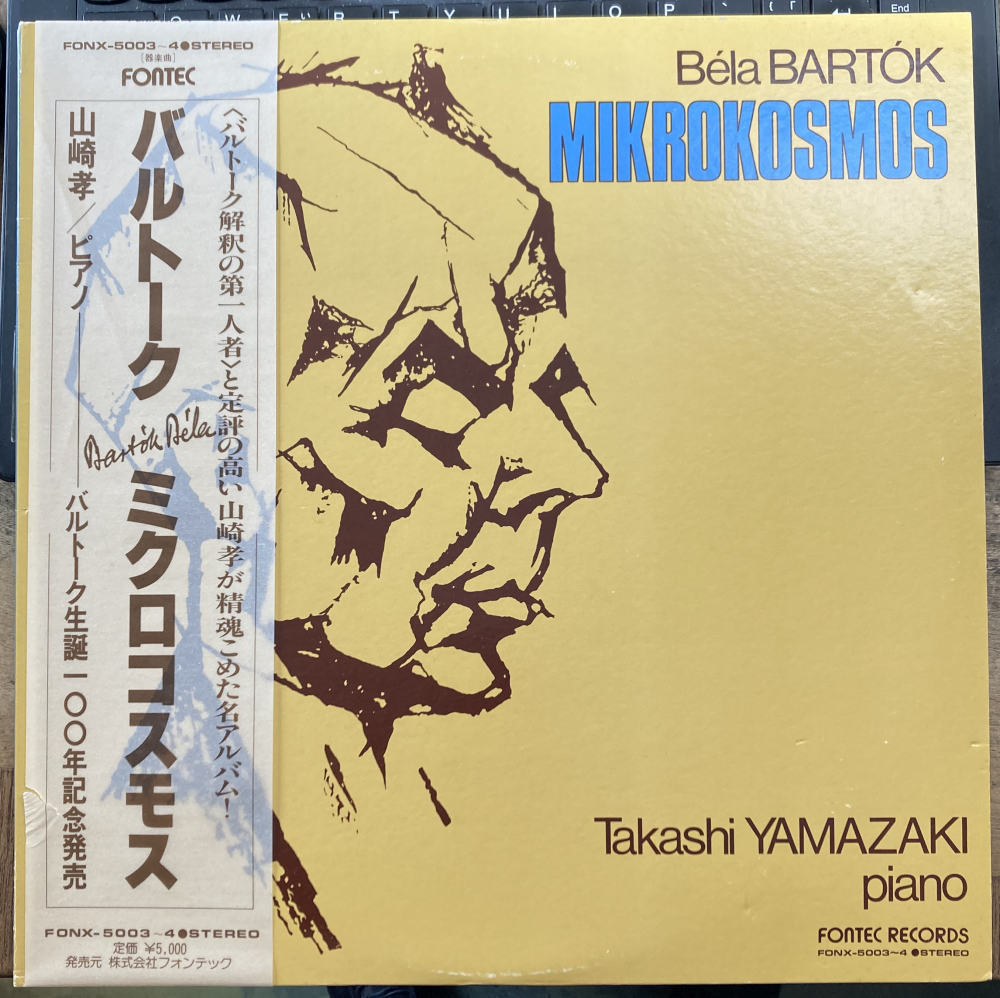 FONX-5003~4●STEREO
[器楽曲]
FONTEC
〈バルトーク解釈の第一人者〉と定評の高い山崎孝が精魂こめた名アルバム!
バルトーク ミクロコスモス
Bartók Béla
山崎孝/ピアノ――バルトーク生誕一〇〇年記念発売
FONX-5003~4●STEREO
定価 ¥5,000
発売元 株式会社フォンテック
Béla BARTÓK
MIKROKOSMOS
Takashi YAMAZAKI
piano
FONTEC RECORDS
FONX-5003~4 ●STEREO
Q W E R T Y U I O P
End